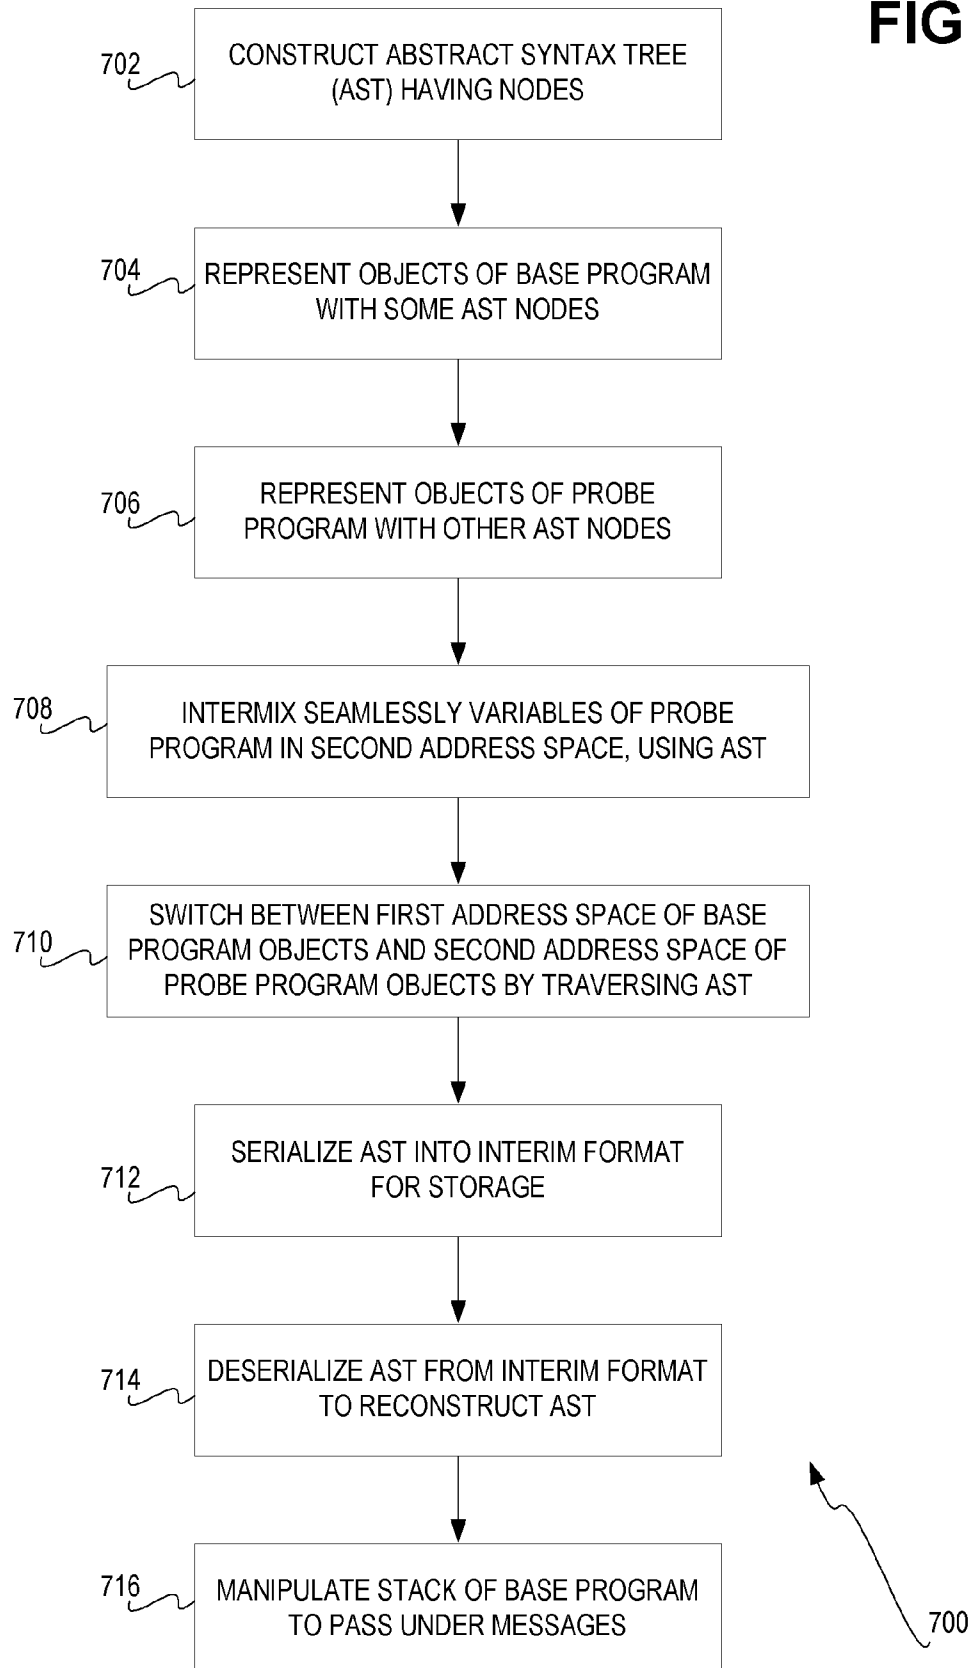 FIG
702
CONSTRUCT ABSTRACT SYNTAX TREE
(AST) HAVING NODES
704
REPRESENT OBJECTS OF BASE PROGRAM
WITH SOME AST NODES
706
REPRESENT OBJECTS OF PROBE
PROGRAM WITH OTHER AST NODES
708
INTERMIX SEAMLESSLY VARIABLES OF PROBE
PROGRAM IN SECOND ADDRESS SPACE, USING AST
710
SWITCH BETWEEN FIRST ADDRESS SPACE OF BASE
PROGRAM OBJECTS AND SECOND ADDRESS SPACE OF
PROBE PROGRAM OBJECTS BY TRAVERSING AST
712
SERIALIZE AST INTO INTERIM FORMAT
FOR STORAGE
714
DESERIALIZE AST FROM INTERIM FORMAT
TO RECONSTRUCT AST
716
MANIPULATE STACK OF BASE PROGRAM
TO PASS UNDER MESSAGES
700